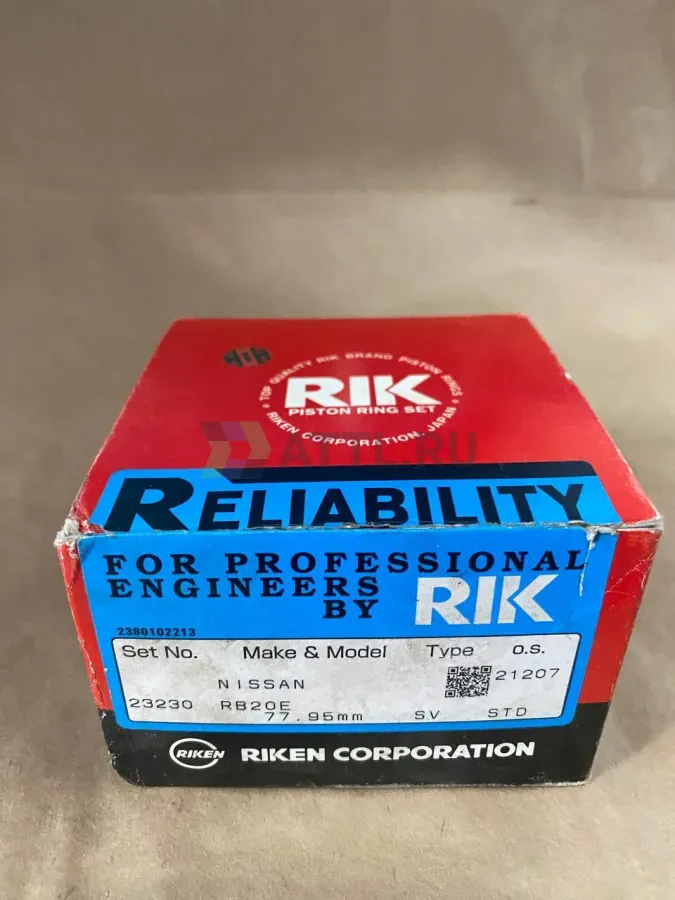 TOP QUALITY RIK BRAND PISTON RINGS
RIK
PISTON RING SET
RIKEN CORPORATION, JAPAN
ATTL.RU
RELIABILITY
FOR PROFESSIONAL
ENGINEERS
BY RIK
2380102213
Set No. Make & Model Type o.s.
NISSAN 21207
23230 RB20E
77.95mm SV STD
RIKEN RIKEN CORPORATION